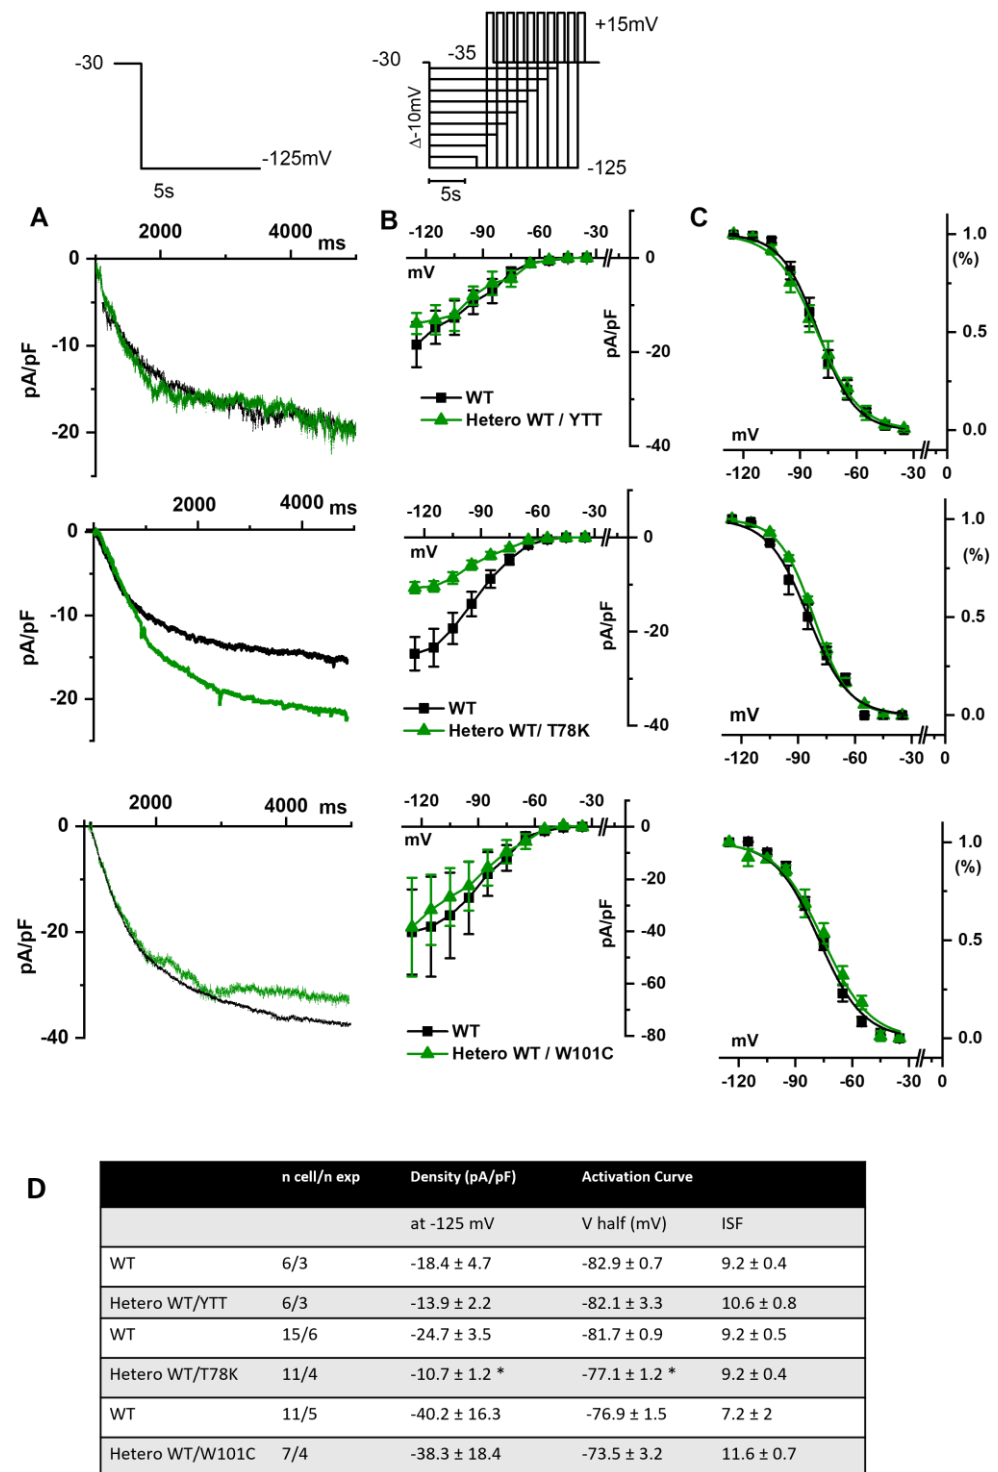 -30
-125mV
5s
-30
-35
+15mV
Δ-10mV
-125
5s
A
2000 4000 ms
0
-10
-20
pA/pF
B
-120 -90 -60 -30
mV
0
-20
-40
pA/pF
WT
Hetero WT / YTT
C
1.0
(%)
0.5
0.0
mV
-120 -90 -60 -30 0
2000 4000 ms
0
-10
-20
pA/pF
-120 -90 -60 -30
mV
0
-20
-40
pA/pF
WT
Hetero WT/ T78K
1.0
(%)
0.5
0.0
mV
-120 -90 -60 -30 0
2000 4000 ms
0
-20
-40
pA/pF
-120 -90 -60 -30
mV
0
-20
-40
-60
-80
pA/pF
WT
Hetero WT / W101C
1.0
(%)
0.5
0.0
mV
-120 -90 -60 -30 0
D
n cell/n exp Density (pA/pF) Activation Curve
at -125 mV V half (mV) ISF
WT 6/3 -18.4 ± 4.7 -82.9 ± 0.7 9.2 ± 0.4
Hetero WT/YTT 6/3 -13.9 ± 2.2 -82.1 ± 3.3 10.6 ± 0.8
WT 15/6 -24.7 ± 3.5 -81.7 ± 0.9 9.2 ± 0.5
Hetero WT/T78K 11/4 -10.7 ± 1.2 * -77.1 ± 1.2 * 9.2 ± 0.4
WT 11/5 -40.2 ± 16.3 -76.9 ± 1.5 7.2 ± 2
Hetero WT/W101C 7/4 -38.3 ± 18.4 -73.5 ± 3.2 11.6 ± 0.7